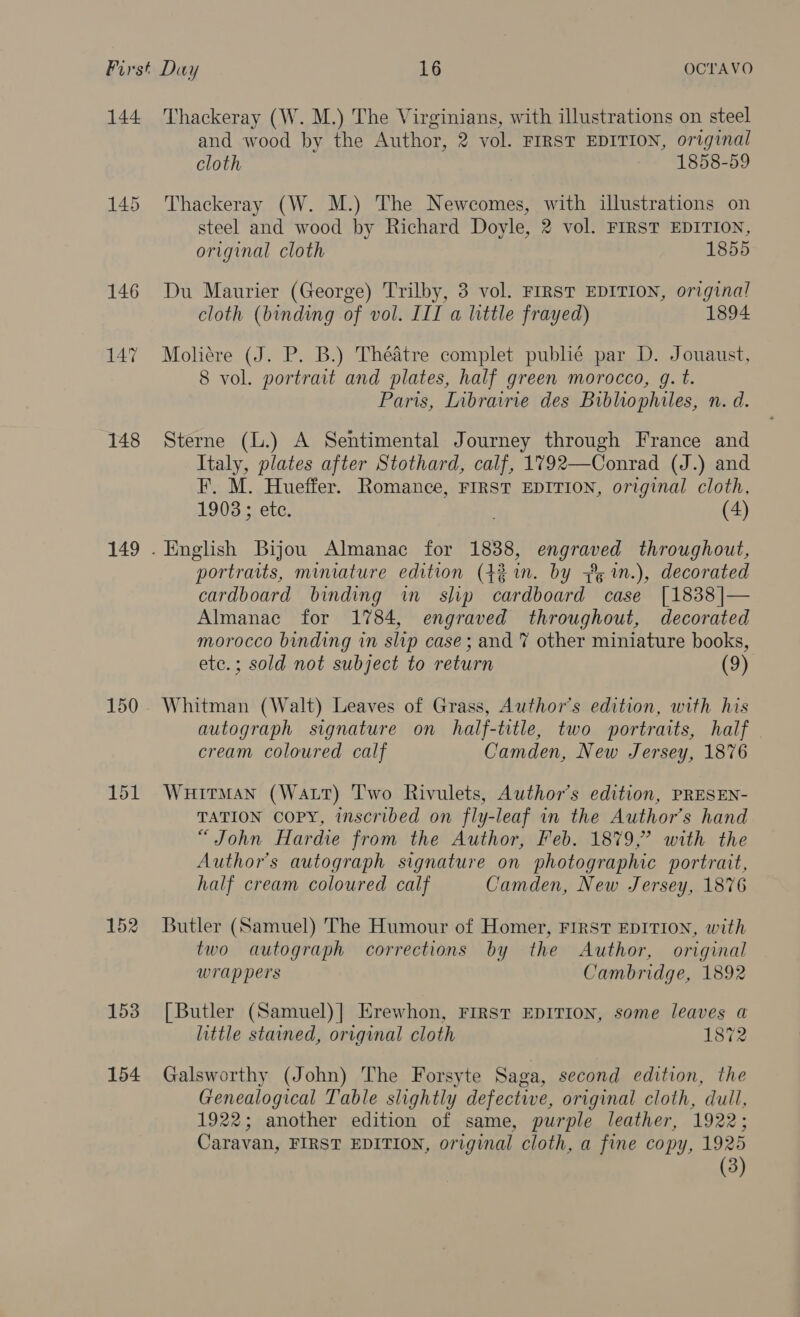 First Day 16 OCTAVO
144 Thackeray (W. M.) The Virginians, with illustrations on steel
and wood by the Author, 2 vol. FIRST EDITION, original
cloth 1858-59
145 Thackeray (W. M.) The Newcomes, with illustrations on
steel and wood by Richard Doyle, 2 vol. FIRST EDITION,
original cloth 1855
146 Du Maurier (George) Trilby, 3 vol. FIRST EDITION, original
cloth (binding of vol. III a little frayed) 1894
147 Molière (J. P. B.) Théâtre complet publié par D. Jouaust,
8 vol. portrait and plates, half green morocco, g. t.
Paris, Librairie des Bibliophiles, n. d.
148 Sterne (L.) A Sentimental Journey through France and
Italy, plates after Stothard, calf, 1792—Conrad (J.) and
F. M. Hueffer. Romance, FIRST EDITION, original cloth,
1903; etc. (4)
149 . English Bijou Almanac for 1838, engraved throughout,
portraits, miniature edition (in. by in.), decorated
cardboard binding in slip cardboard case [1838]—
Almanac for 1784, engraved throughout, decorated
morocco binding in slip case; and 7 other miniature books,
etc.; sold not subject to return (9)
150 Whitman (Walt) Leaves of Grass, Author's edition, with his
autograph signature on half-title, two portraits, half
cream coloured calf Camden, New Jersey, 1876
151 WHITMAN (WALT) Two Rivulets, Author's edition, PRESEN-
TATION COPY, inscribed on fly-leaf in the Author's hand
“John Hardie from the Author, Feb. 1879,” with the
Author's autograph signature on photographic portrait,
half cream coloured calf Camden, New Jersey, 1876
152 Butler (Samuel) The Humour of Homer, FIRST EDITION, with
two autograph corrections by the Author, original
wrappers Cambridge, 1892
153 [Butler (Samuel)] Erewhon, FIRST EDITION, some leaves a
little stained, original cloth 1872
154 Galsworthy (John) The Forsyte Saga, second edition, the
Genealogical Table slightly defective, original cloth, dull,
1922; another edition of same, purple leather, 1922;
Caravan, FIRST EDITION, original cloth, a fine copy, 1925
(3)